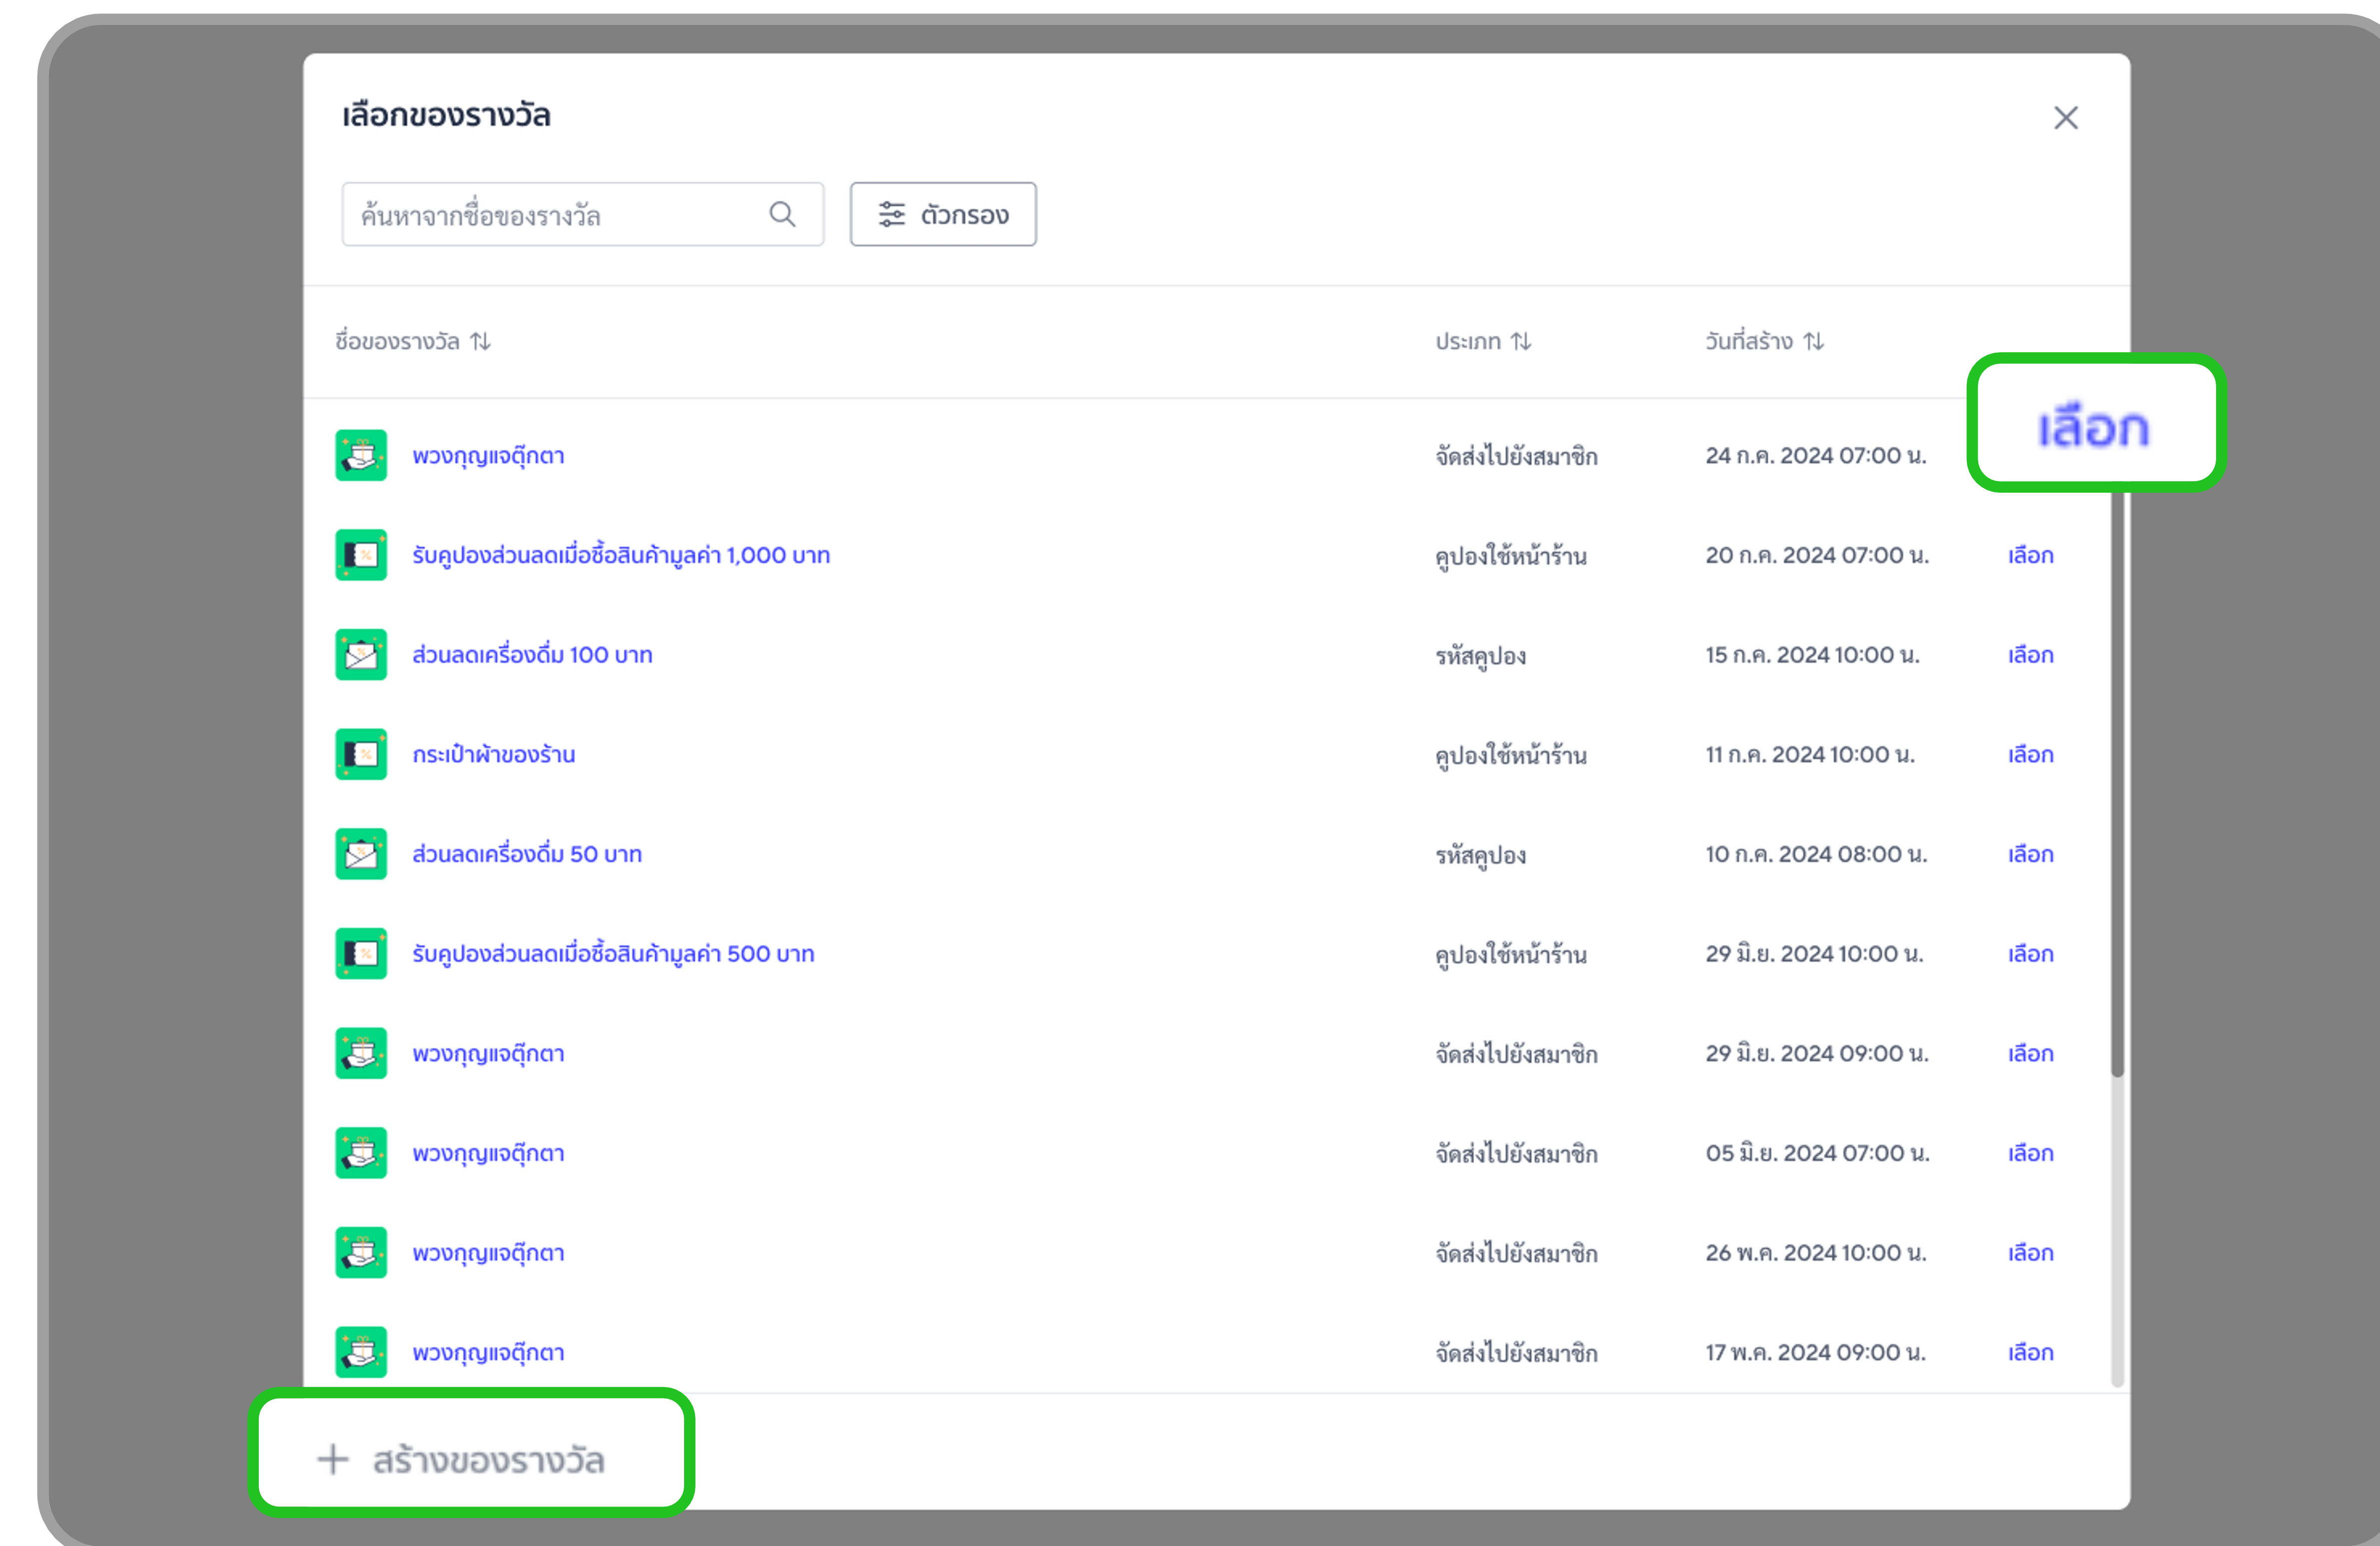 เลือกของรางวัล
ค้นหาจากชื่อของรางวัล ตัวกรอง
ชื่อของรางวัล ประเภท วันที่สร้าง
พวงกุญแจตุ๊กตา จัดส่งไปยังสมาชิก 24 ก.ค. 2024 07:00 น. เลือก
รับคูปองส่วนลดเมื่อซื้อสินค้ามูลค่า 1,000 บาท คูปองใช้หน้าร้าน 20 ก.ค. 2024 07:00 น. เลือก
ส่วนลดเครื่องดื่ม 100 บาท รหัสคูปอง 15 ก.ค. 2024 10:00 น. เลือก
กระเป๋าผ้าของร้าน คูปองใช้หน้าร้าน 11 ก.ค. 2024 10:00 น. เลือก
ส่วนลดเครื่องดื่ม 50 บาท รหัสคูปอง 10 ก.ค. 2024 08:00 น. เลือก
รับคูปองส่วนลดเมื่อซื้อสินค้ามูลค่า 500 บาท คูปองใช้หน้าร้าน 29 มิ.ย. 2024 10:00 น. เลือก
พวงกุญแจตุ๊กตา จัดส่งไปยังสมาชิก 29 มิ.ย. 2024 09:00 น. เลือก
พวงกุญแจตุ๊กตา จัดส่งไปยังสมาชิก 05 มิ.ย. 2024 07:00 น. เลือก
พวงกุญแจตุ๊กตา จัดส่งไปยังสมาชิก 26 พ.ค. 2024 10:00 น. เลือก
พวงกุญแจตุ๊กตา จัดส่งไปยังสมาชิก 17 พ.ค. 2024 09:00 น. เลือก
+ สร้างของรางวัล